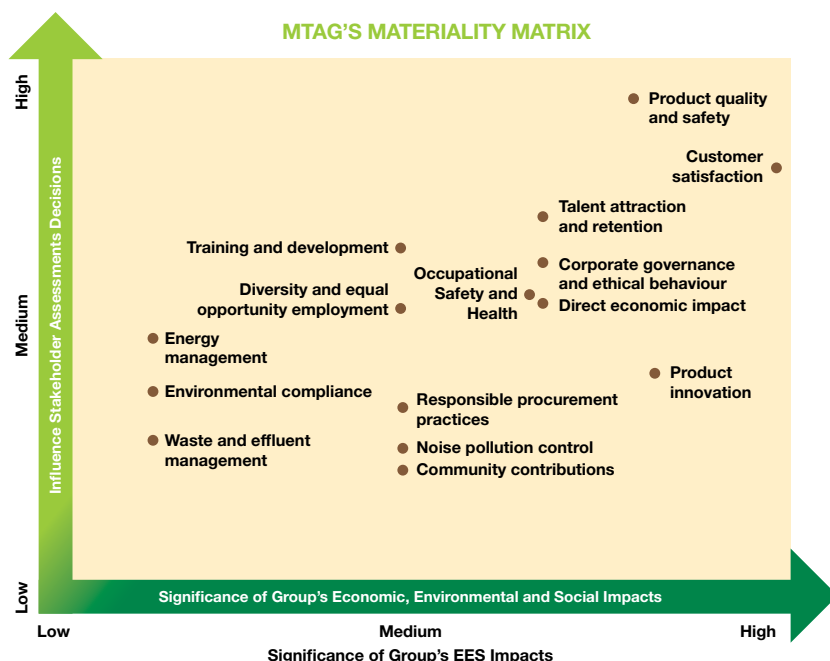 MTAG'S MATERIALITY MATRIX
High
Medium
Low
Influence Stakeholder Assessments Decisions
Product quality
and safety
Customer
satisfaction
Talent attraction
and retention
Training and development
Corporate governance
and ethical behaviour
Occupational
Safety and
Health
Diversity and equal
opportunity employment
Direct economic impact
Energy
management
Product
innovation
Environmental compliance
Responsible procurement
practices
Waste and effluent
management
Noise pollution control
Community contributions
Significance of Group's Economic, Environmental and Social Impacts
Low
Medium
High
Significance of Group's EES Impacts